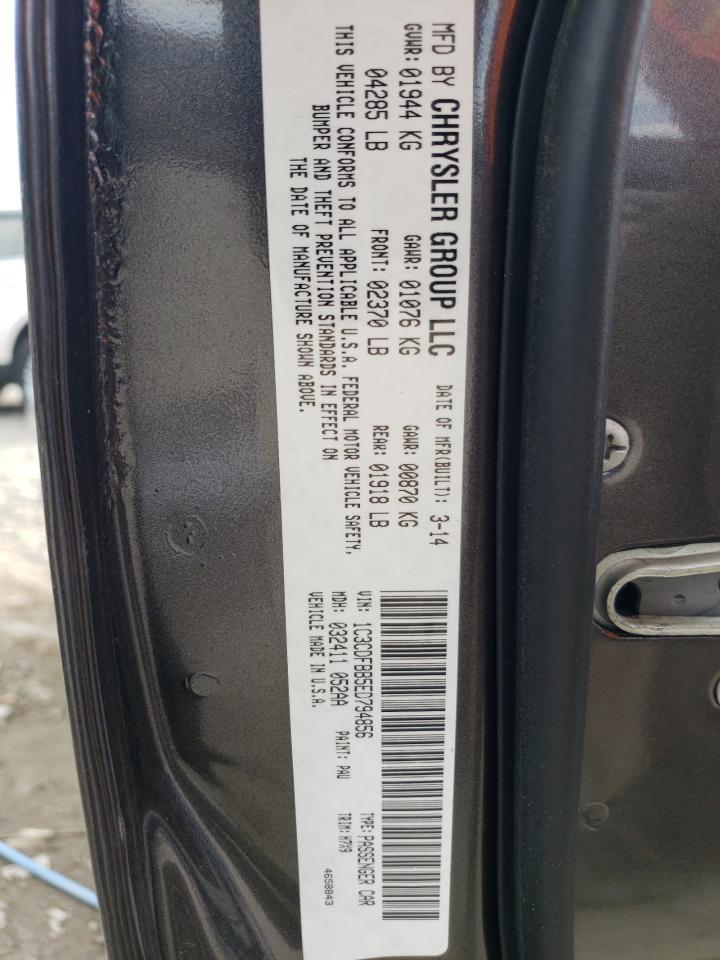 MFD BY CHRYSLER GROUP LLC DATE OF MFR(BUILT): 3-14
GVWR: 01944 KG GAWR: 01076 KG GAWR: 00870 KG
04285 LB FRONT: 02370 LB REAR: 01918 LB
THIS VEHICLE CONFORMS TO ALL APPLICABLE U.S.A. FEDERAL MOTOR VEHICLE SAFETY,
BUMPER AND THEFT PREVENTION STANDARDS IN EFFECT ON
THE DATE OF MANUFACTURE SHOWN ABOVE.
VIN: 1C3CDFBB5ED794856 TYPE: PASSENGER CAR
MDH: 032411 052AA PAINT: PAU TRIM: H7X9
VEHICLE MADE IN U.S.A. 4658843